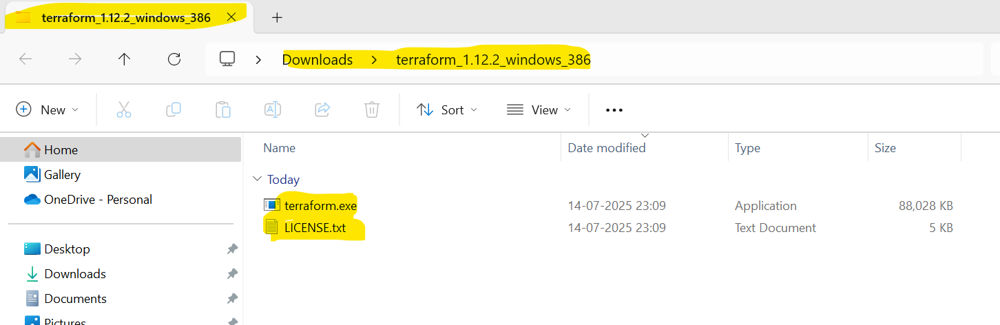 terraform_1.12.2_windows_386
Downloads > terraform_1.12.2_windows_386
New Sort View
Home
Gallery
OneDrive - Personal
Desktop
Downloads
Documents
Pictures
Name Date modified Type Size
Today
terraform.exe 14-07-2025 23:09 Application 88,028 KB
LICENSE.txt 14-07-2025 23:09 Text Document 5 KB